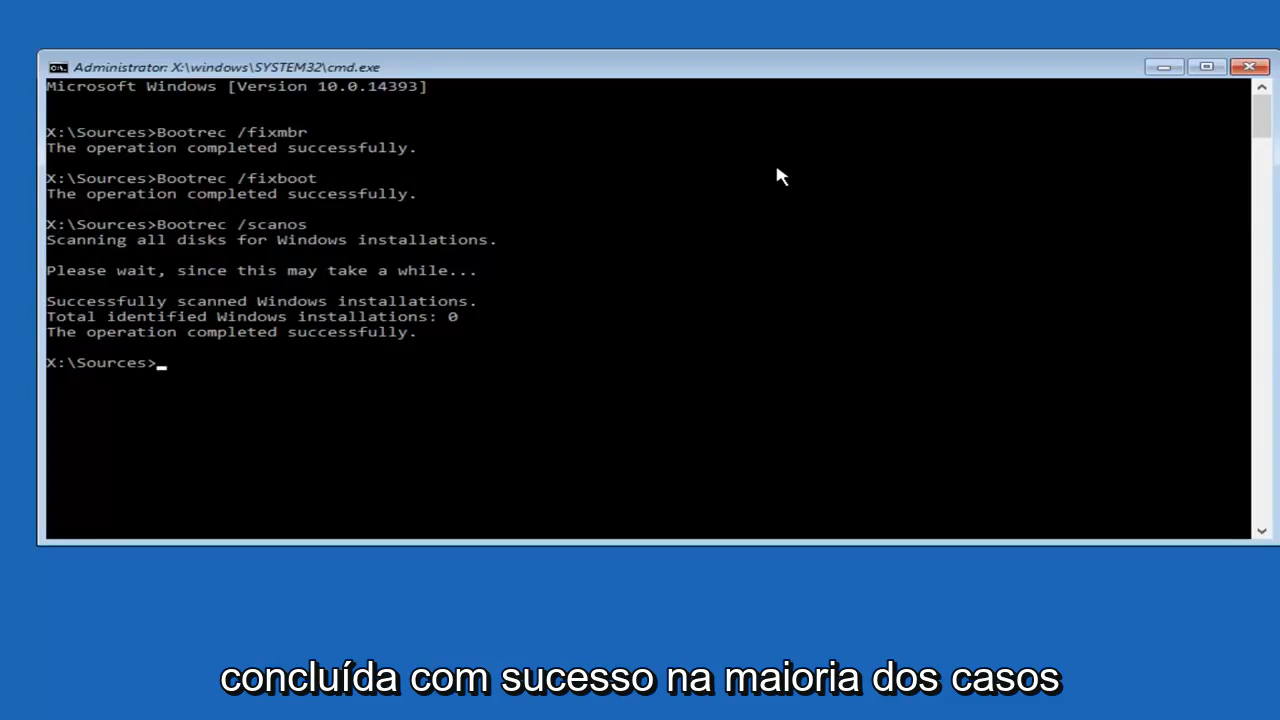 Administrator: X:\windows\SYSTEM32\cmd.exe
Microsoft Windows [Version 10.0.14393]
X:\Sources>Bootrec /fixmbr
The operation completed successfully.
X:\Sources>Bootrec /fixboot
The operation completed successfully.
X:\Sources>Bootrec /scanos
Scanning all disks for Windows installations.
Please wait, since this may take a while...
Successfully scanned Windows installations.
Total identified Windows installations: 0
The operation completed successfully.
X:\Sources>_
concluída com sucesso na maioria dos casos